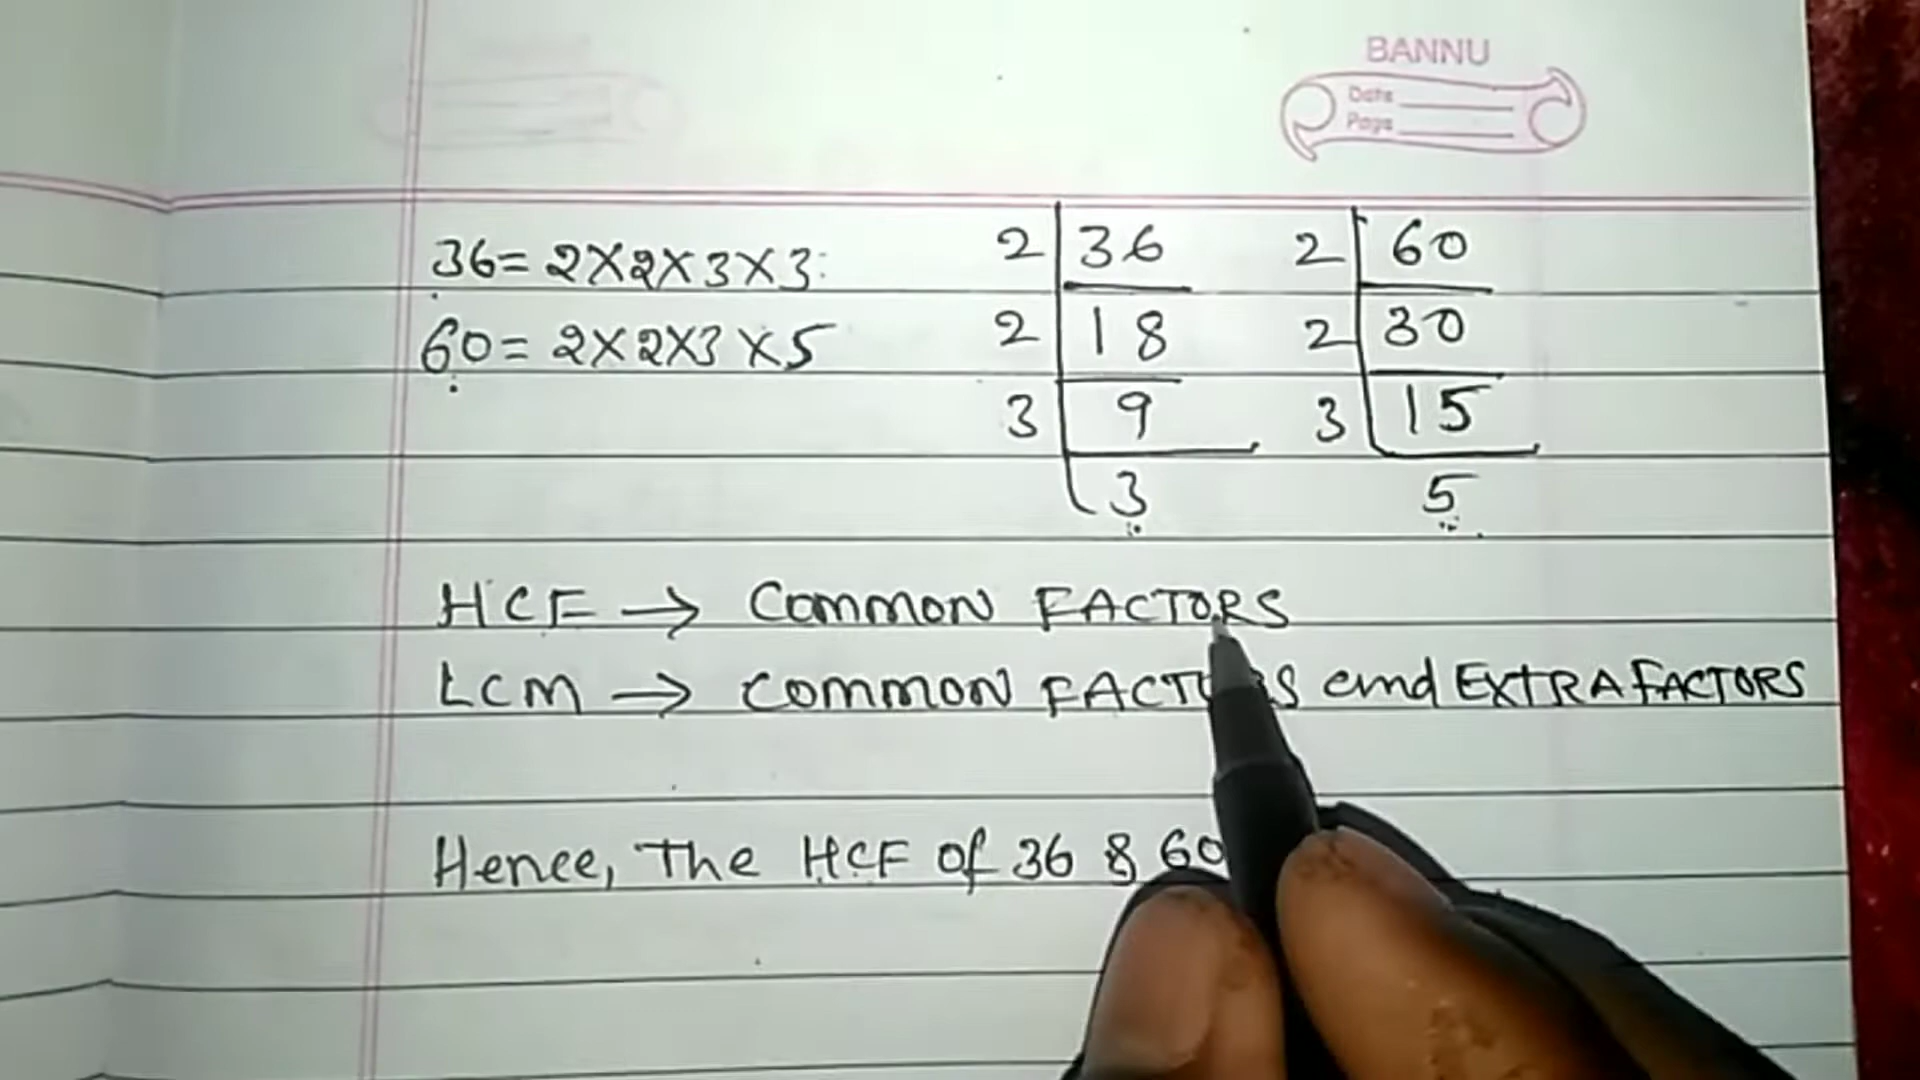 BANNU
Date
Page
36 = 2X2X3X3
60 = 2X2X3X5
2 36
2 18
3 9
3
2 60
2 30
3 15
5
HCF → COMMON FACTORS
LCM → COMMON FACTORS and EXTRA FACTORS
Hence, The HCF of 36 & 60